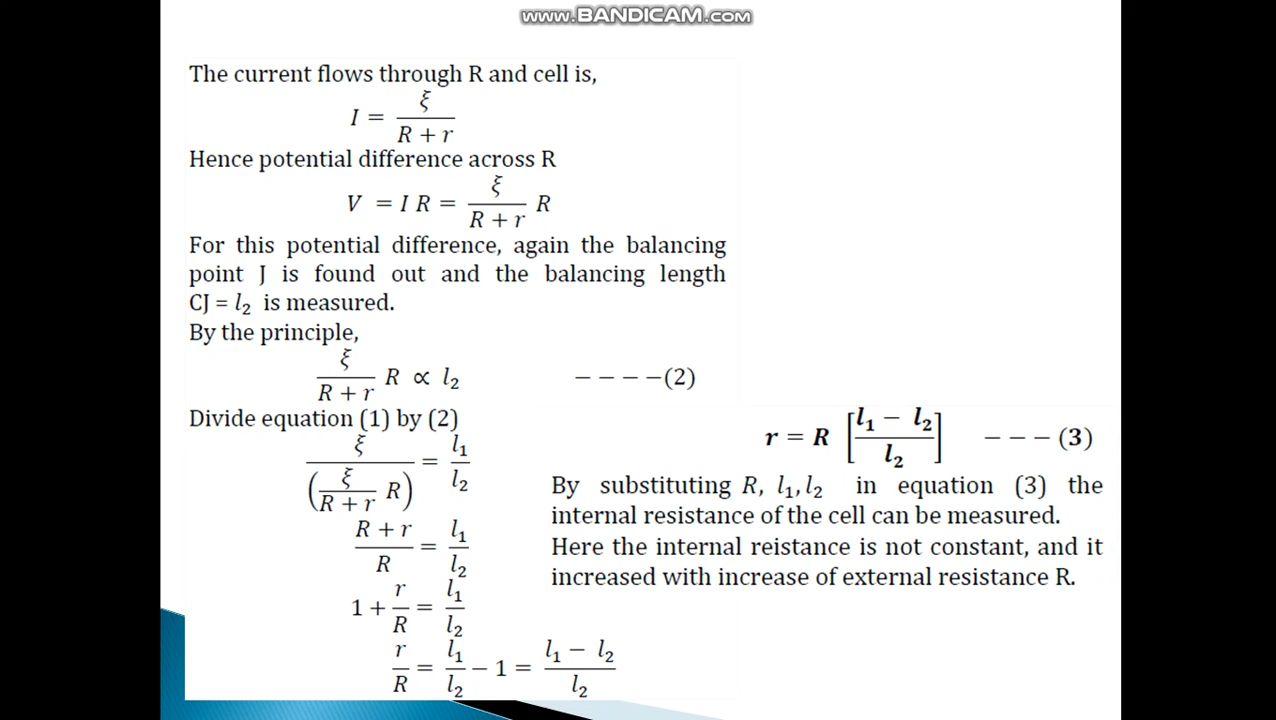 www.BANDICAM.com
The current flows through R and cell is,
I = ξ / (R + r)
Hence potential difference across R
V = I R = ξ / (R + r) R
For this potential difference, again the balancing
point J is found out and the balancing length
CJ = l₂ is measured.
By the principle,
ξ / (R + r) R ∝ l₂ − − − −(2)
Divide equation (1) by (2)
ξ / (ξ / (R + r) R) = l₁ / l₂
(R + r) / R = l₁ / l₂
1 + r / R = l₁ / l₂
r / R = l₁ / l₂ − 1 = (l₁ − l₂) / l₂
r = R [(l₁ − l₂) / l₂] − − − (3)
By substituting R, l₁, l₂ in equation (3) the
internal resistance of the cell can be measured.
Here the internal reistance is not constant, and it
increased with increase of external resistance R.